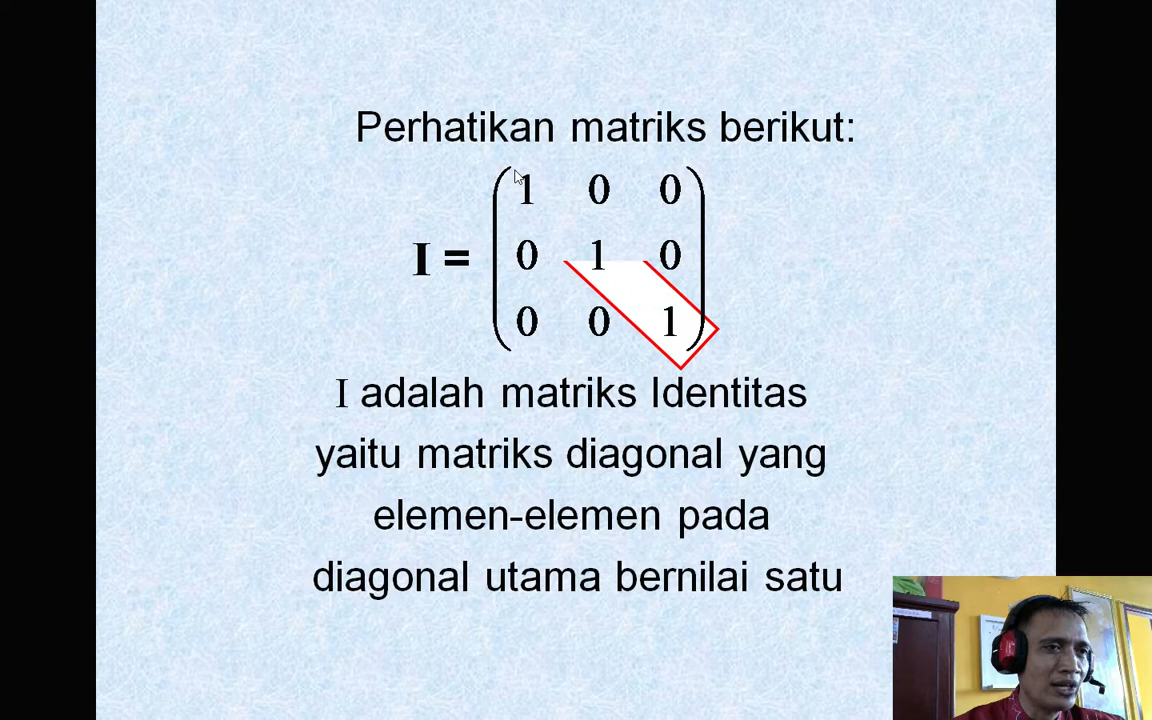 Perhatikan matriks berikut:
1 0 0
I = 0 1 0
0 0 1
I adalah matriks Identitas
yaitu matriks diagonal yang
elemen-elemen pada
diagonal utama bernilai satu